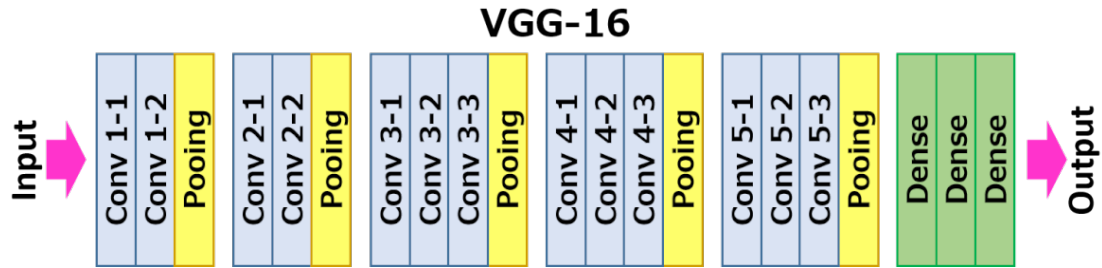 VGG-16
Input
Conv 1-1
Conv 1-2
Pooing
Conv 2-1
Conv 2-2
Pooing
Conv 3-1
Conv 3-2
Conv 3-3
Pooing
Conv 4-1
Conv 4-2
Conv 4-3
Pooing
Conv 5-1
Conv 5-2
Conv 5-3
Pooing
Dense
Dense
Dense
Output